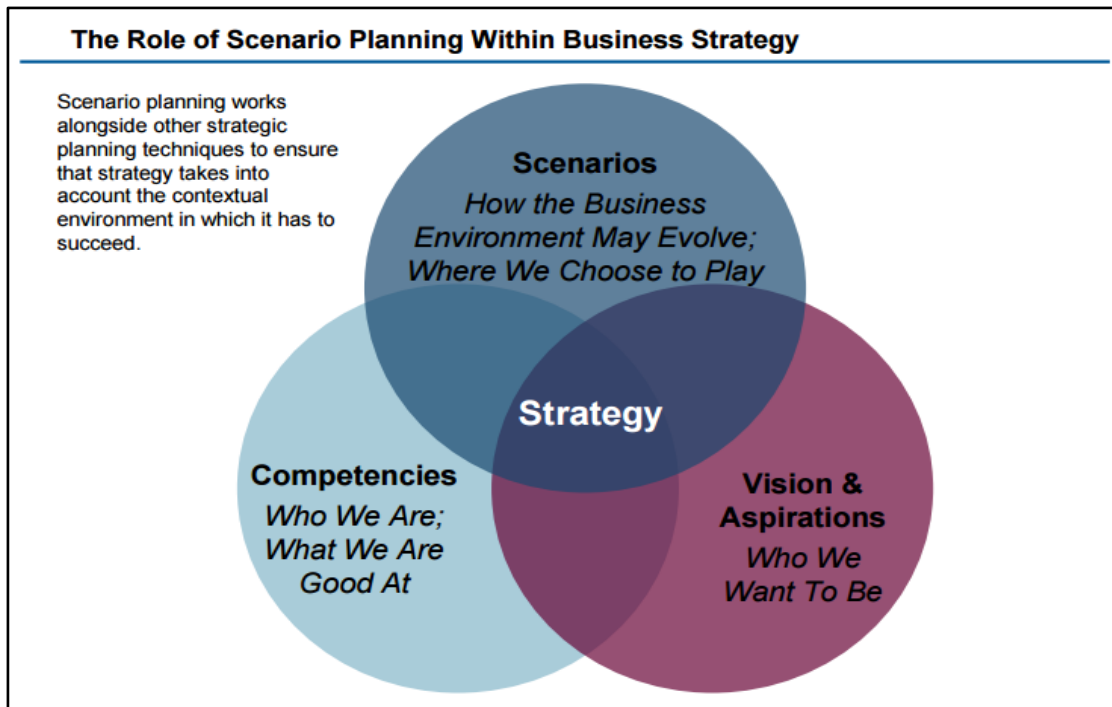 The Role of Scenario Planning Within Business Strategy
Scenario planning works
alongside other strategic
planning techniques to ensure
that strategy takes into
account the contextual
environment in which it has to
succeed.
Scenarios
How the Business
Environment May Evolve;
Where We Choose to Play
Strategy
Competencies
Who We Are;
What We Are
Good At
Vision &
Aspirations
Who We
Want To Be